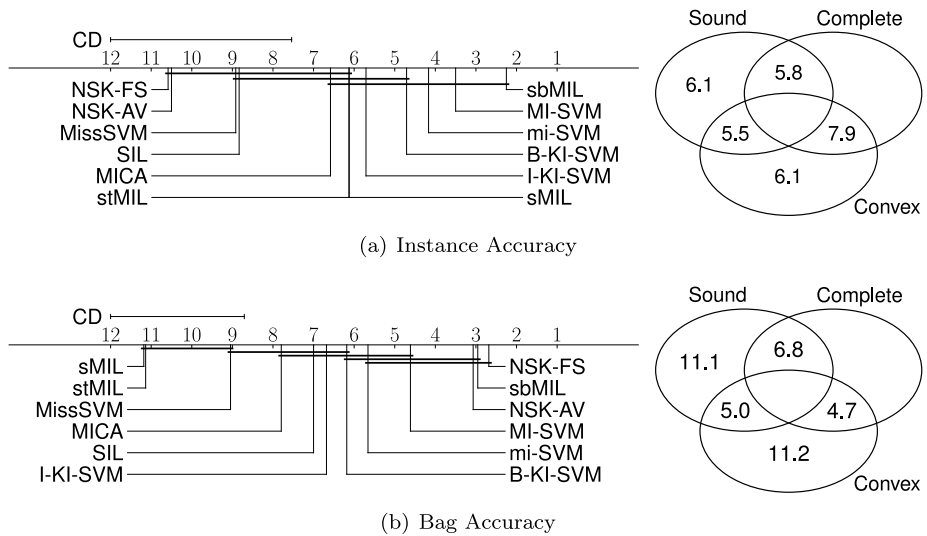 CD
12 11 10 9 8 7 6 5 4 3 2 1
NSK-FS sbMIL
NSK-AV MI-SVM
MissSVM mi-SVM
SIL B-KI-SVM
MICA I-KI-SVM
stMIL sMIL
Sound Complete
6.1 5.8
5.5 7.9
6.1
Convex
(a) Instance Accuracy
CD
12 11 10 9 8 7 6 5 4 3 2 1
sMIL NSK-FS
stMIL sbMIL
MissSVM NSK-AV
MICA MI-SVM
SIL mi-SVM
I-KI-SVM B-KI-SVM
Sound Complete
11.1 6.8
5.0 4.7
11.2
Convex
(b) Bag Accuracy